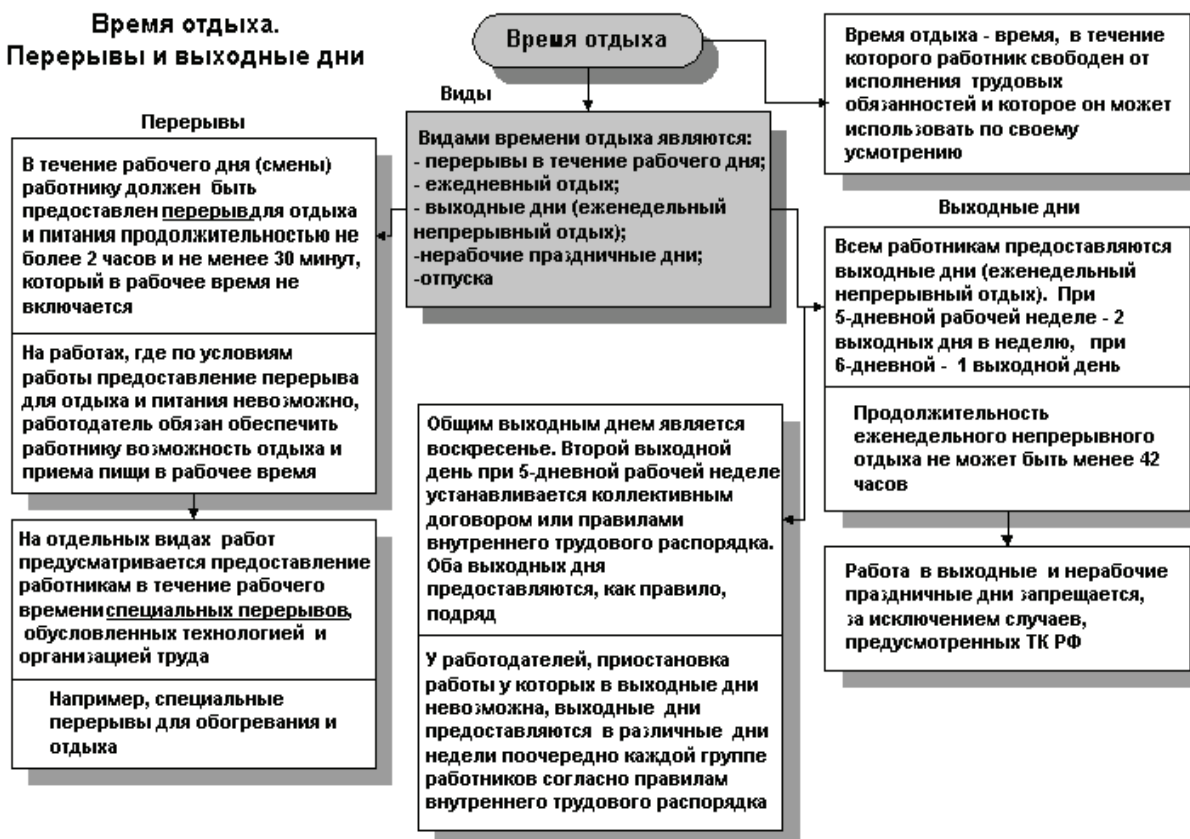 Время отдыха.
Перерывы и выходные дни
Время отдыха
Время отдыха - время, в течение
которого работник свободен от
исполнения трудовых
обязанностей и которое он может
использовать по своему
усмотрению
Виды
Видами времени отдыха являются:
- перерывы в течение рабочего дня;
- ежедневный отдых;
- выходные дни (еженедельный
непрерывный отдых);
-нерабочие праздничные дни;
-отпуска
Перерывы
В течение рабочего дня (смены)
работнику должен быть
предоставлен перерыв для отдыха
и питания продолжительностью не
более 2 часов и не менее 30 минут,
который в рабочее время не
включается
На работах, где по условиям
работы предоставление перерыва
для отдыха и питания невозможно,
работодатель обязан обеспечить
работнику возможность отдыха и
приема пищи в рабочее время
На отдельных видах работ
предусматривается предоставление
работникам в течение рабочего
времени специальных перерывов,
обусловленных технологией и
организацией труда
Например, специальные
перерывы для обогревания и
отдыха
Общим выходным днем является
воскресенье. Второй выходной
день при 5-дневной рабочей неделе
устанавливается коллективным
договором или правилами
внутреннего трудового распорядка.
Оба выходных дня
предоставляются, как правило,
подряд
У работодателей, приостановка
работы у которых в выходные дни
невозможна, выходные дни
предоставляются в различные дни
недели поочередно каждой группе
работников согласно правилам
внутреннего трудового распорядка
Выходные дни
Всем работникам предоставляются
выходные дни (еженедельный
непрерывный отдых). При
5-дневной рабочей неделе - 2
выходных дня в неделю, при
6-дневной - 1 выходной день
Продолжительность
еженедельного непрерывного
отдыха не может быть менее 42
часов
Работа в выходные и нерабочие
праздничные дни запрещается,
за исключением случаев,
предусмотренных ТК РФ